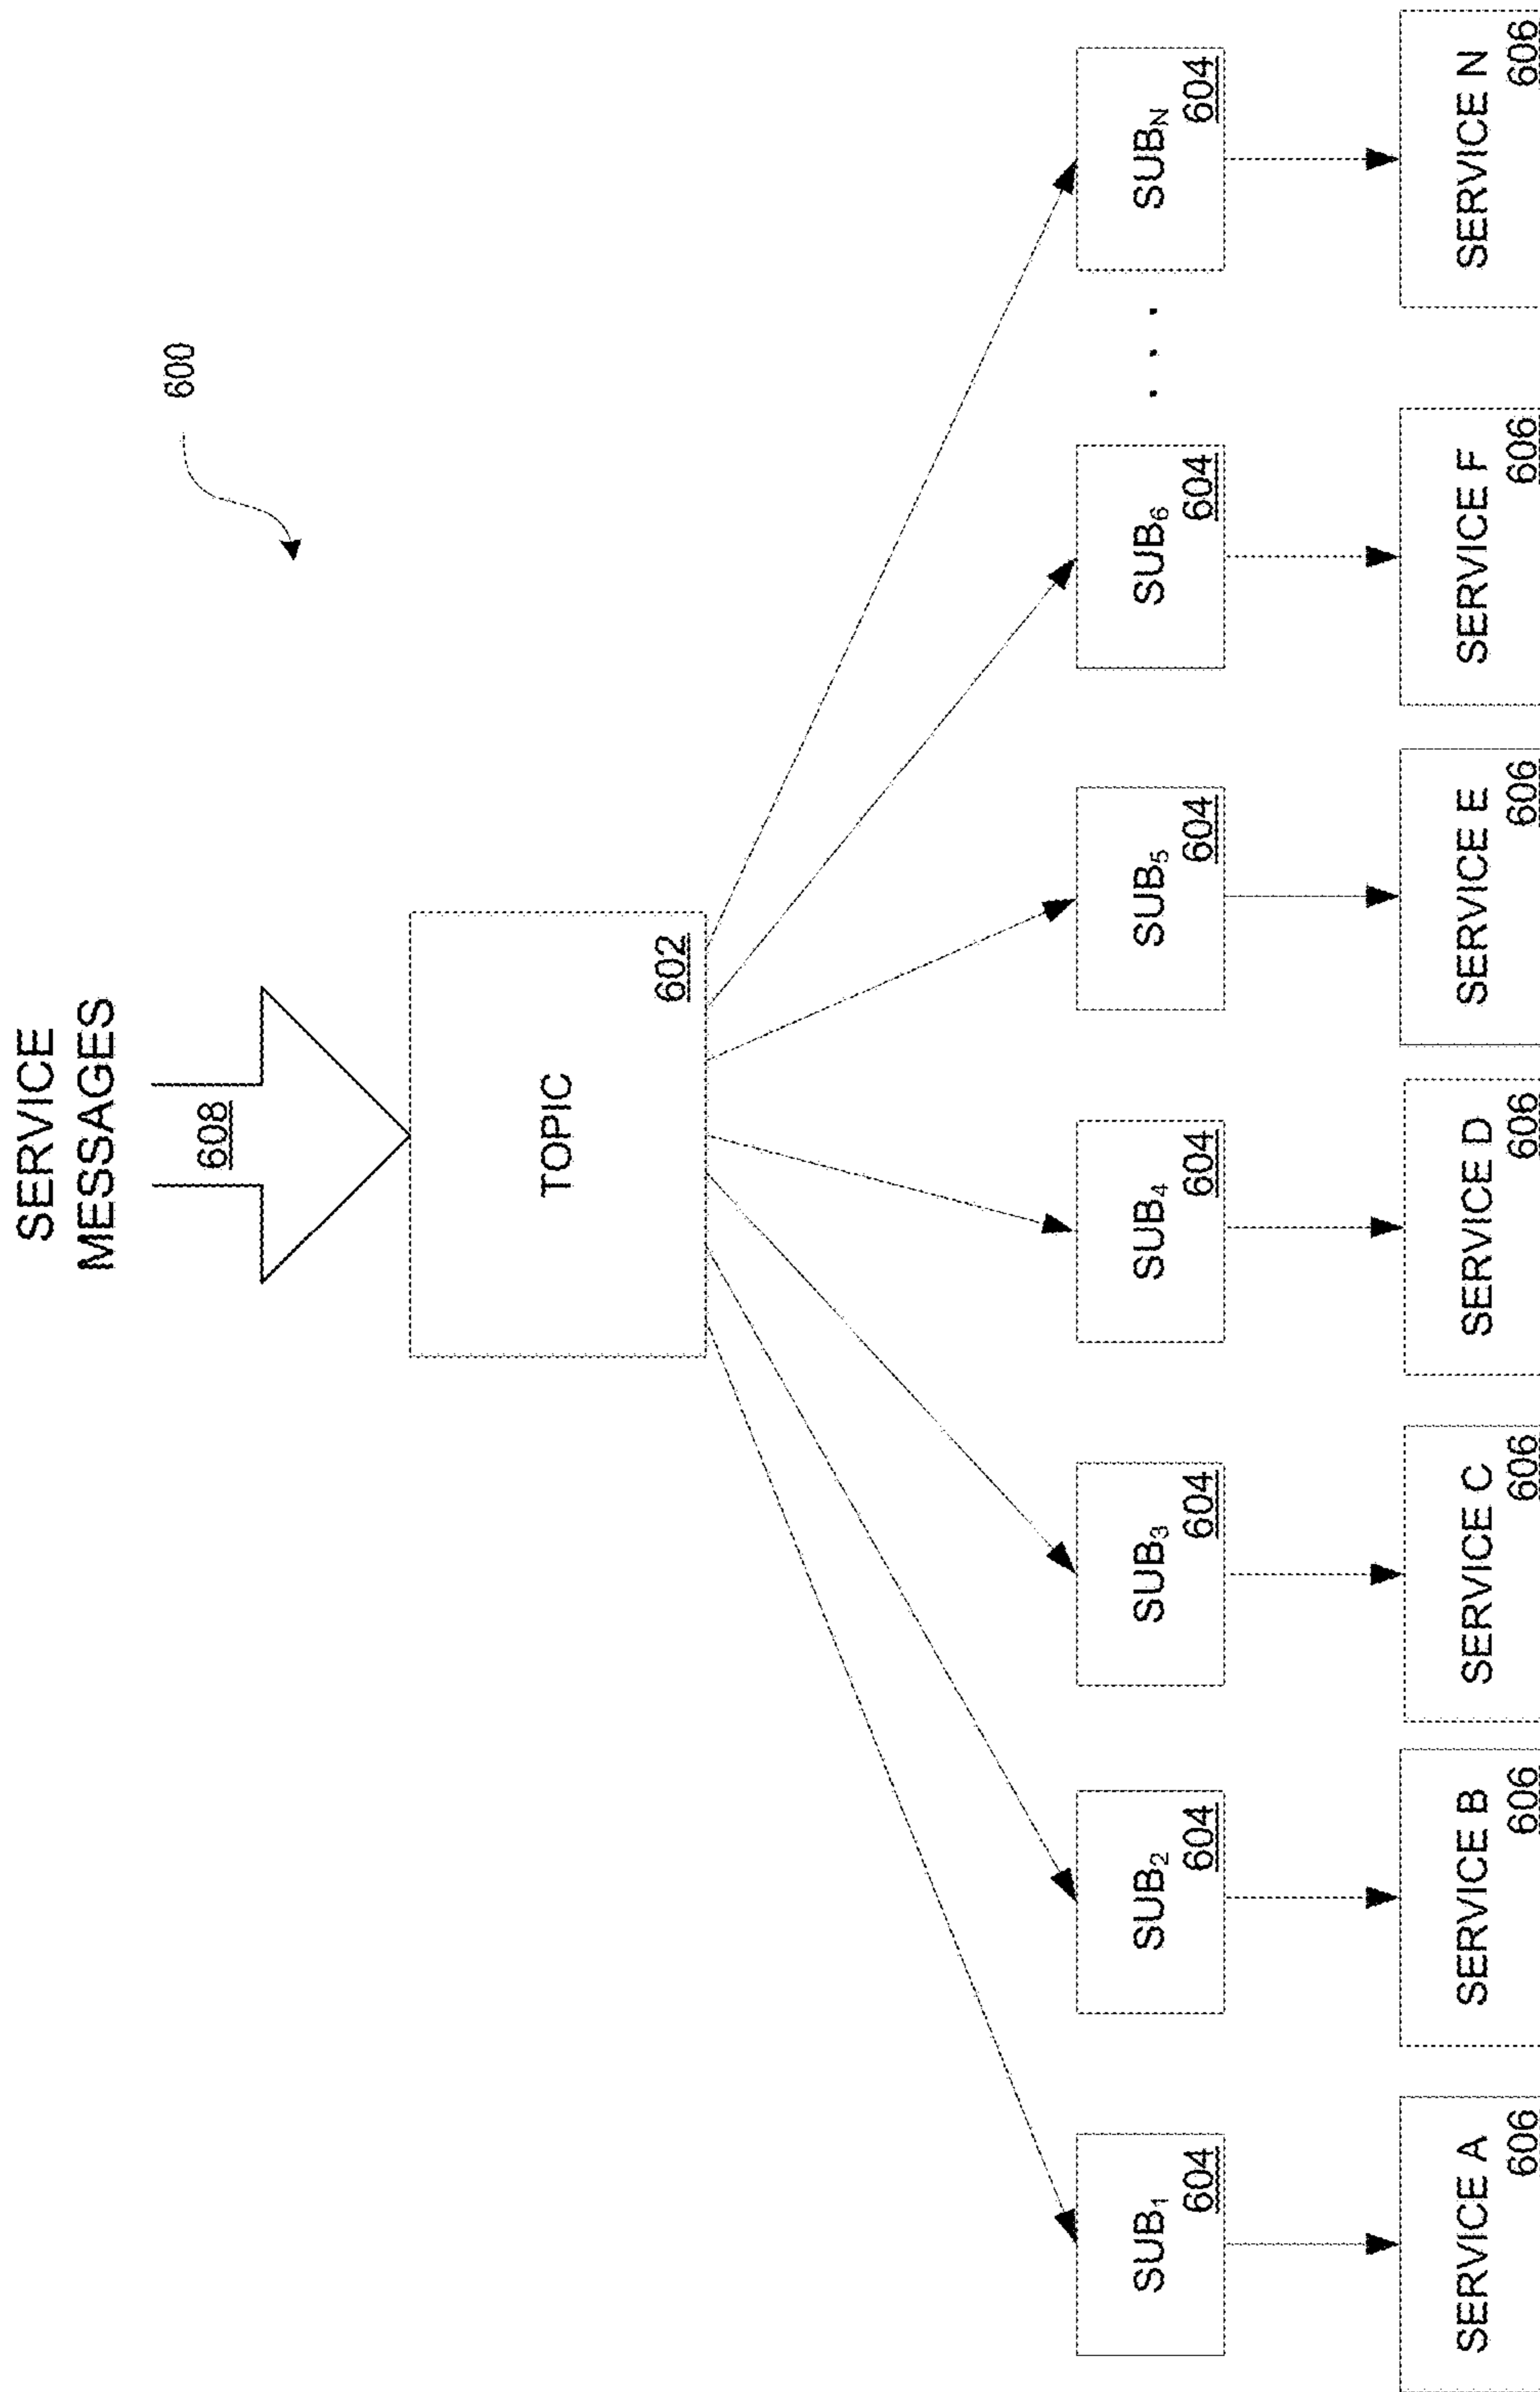 SERVICE
MESSAGES
608
600
TOPIC
602
SUB₁
604
SUB₂
604
SUB₃
604
SUB₄
604
SUB₅
604
SUB₆
604
. . .
SUB_N
604
SERVICE A
606
SERVICE B
606
SERVICE C
606
SERVICE D
606
SERVICE E
606
SERVICE F
606
SERVICE N
606